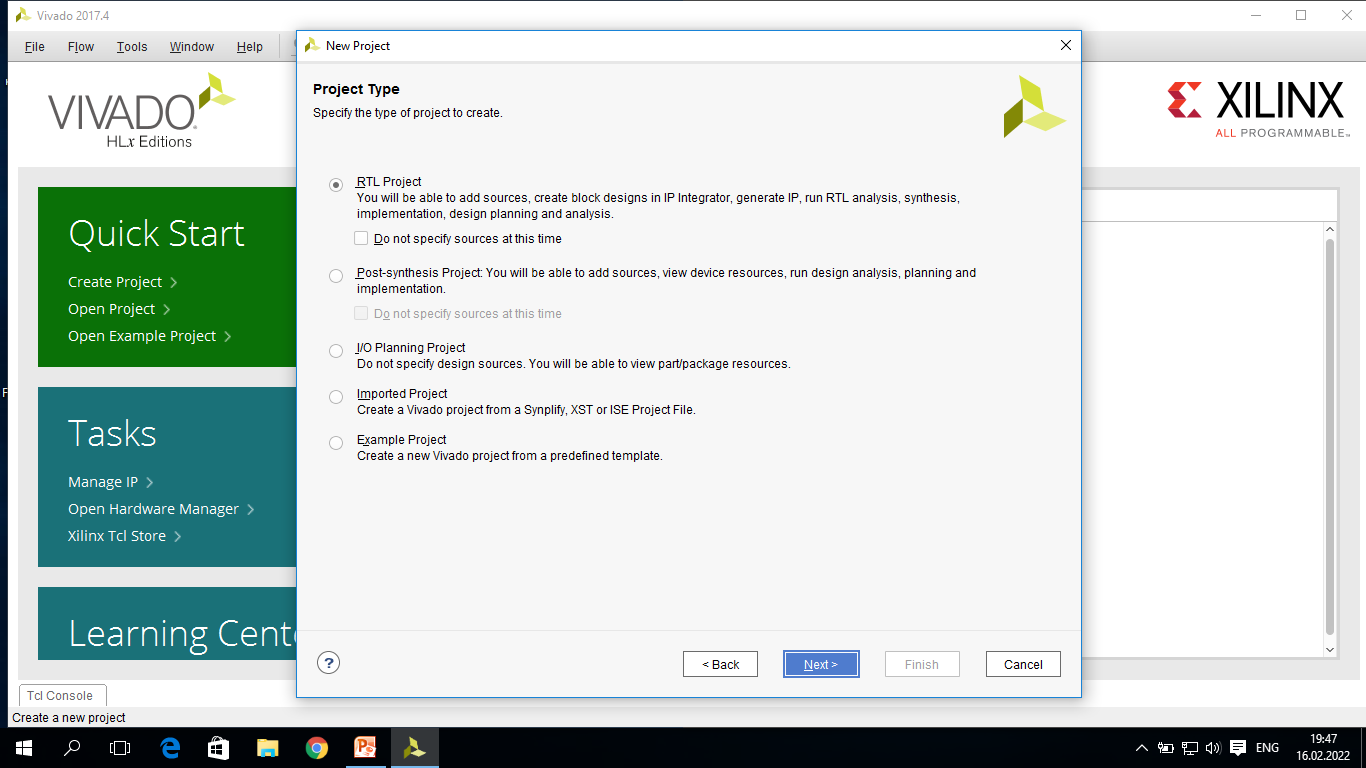 Vivado 2017.4
File Flow Tools Window Help
New Project
VIVADO
HLx Editions
XILINX
ALL PROGRAMMABLE™
Project Type
Specify the type of project to create.
RTL Project
You will be able to add sources, create block designs in IP Integrator, generate IP, run RTL analysis, synthesis,
implementation, design planning and analysis.
Do not specify sources at this time
Post-synthesis Project: You will be able to add sources, view device resources, run design analysis, planning and
implementation.
Do not specify sources at this time
I/O Planning Project
Do not specify design sources. You will be able to view part/package resources.
Imported Project
Create a Vivado project from a Synplify, XST or ISE Project File.
Example Project
Create a new Vivado project from a predefined template.
? < Back Next > Finish Cancel
Quick Start
Create Project >
Open Project >
Open Example Project >
Tasks
Manage IP >
Open Hardware Manager >
Xilinx Tcl Store >
Learning Cent
Tcl Console
Create a new project
ENG
19:47
16.02.2022